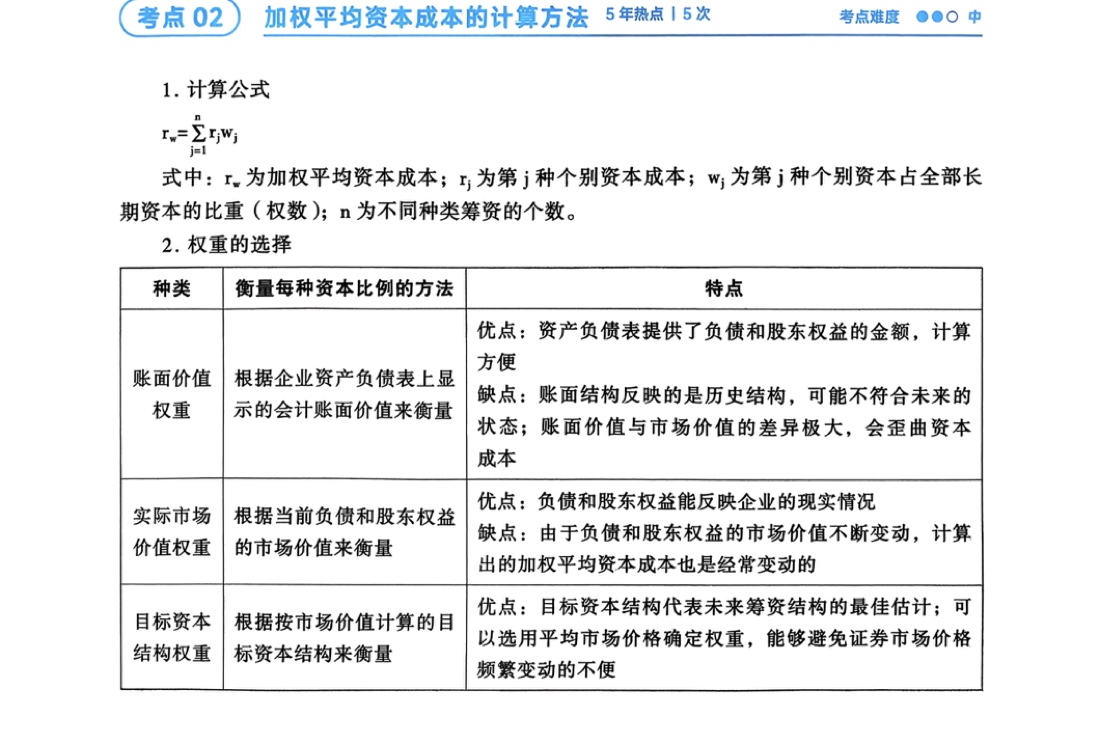 考点 02 加权平均资本成本的计算方法 5年热点 | 5次 考点难度 中
1. 计算公式
n
rw=∑rjwj
j=1
式中：rw 为加权平均资本成本；rj 为第 j 种个别资本成本；wj 为第 j 种个别资本占全部长
期资本的比重（权数）；n 为不同种类筹资的个数。
2. 权重的选择
种类 衡量每种资本比例的方法 特点
账面价值
权重
根据企业资产负债表上显
示的会计账面价值来衡量
优点：资产负债表提供了负债和股东权益的金额，计算
方便
缺点：账面结构反映的是历史结构，可能不符合未来的
状态；账面价值与市场价值的差异极大，会歪曲资本
成本
实际市场
价值权重
根据当前负债和股东权益
的市场价值来衡量
优点：负债和股东权益能反映企业的现实情况
缺点：由于负债和股东权益的市场价值不断变动，计算
出的加权平均资本成本也是经常变动的
目标资本
结构权重
根据按市场价值计算的目
标资本结构来衡量
优点：目标资本结构代表未来筹资结构的最佳估计；可
以选用平均市场价格确定权重，能够避免证券市场价格
频繁变动的不便